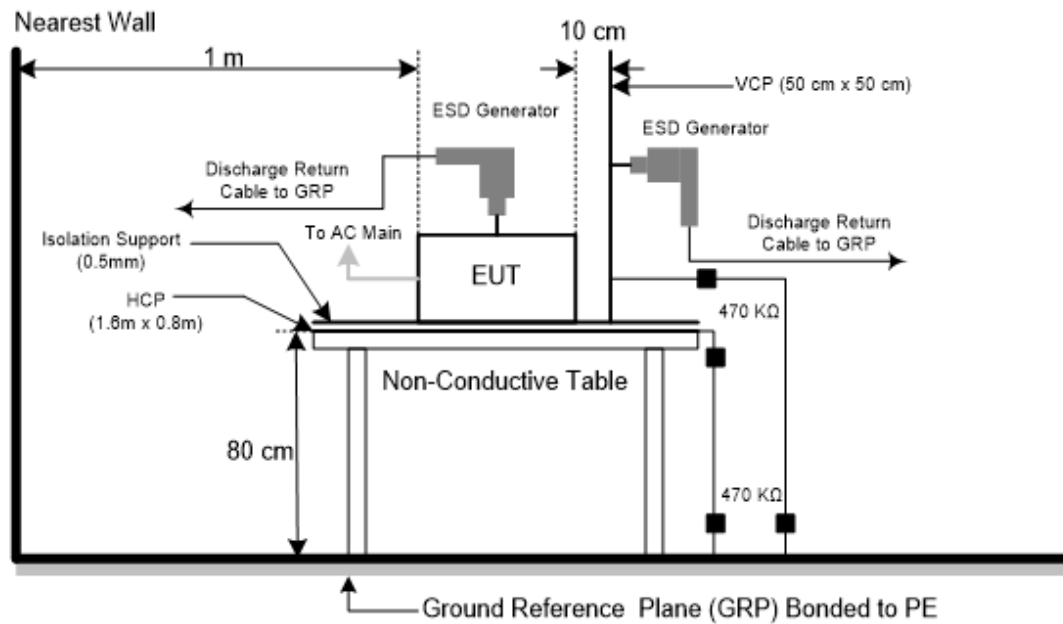 Nearest Wall
10 cm
1 m
VCP (50 cm x 50 cm)
ESD Generator
ESD Generator
Discharge Return
Cable to GRP
To AC Main
Discharge Return
Cable to GRP
Isolation Support
(0.5mm)
EUT
HCP
(1.6m x 0.8m)
470 KΩ
Non-Conductive Table
80 cm
470 KΩ
Ground Reference Plane (GRP) Bonded to PE